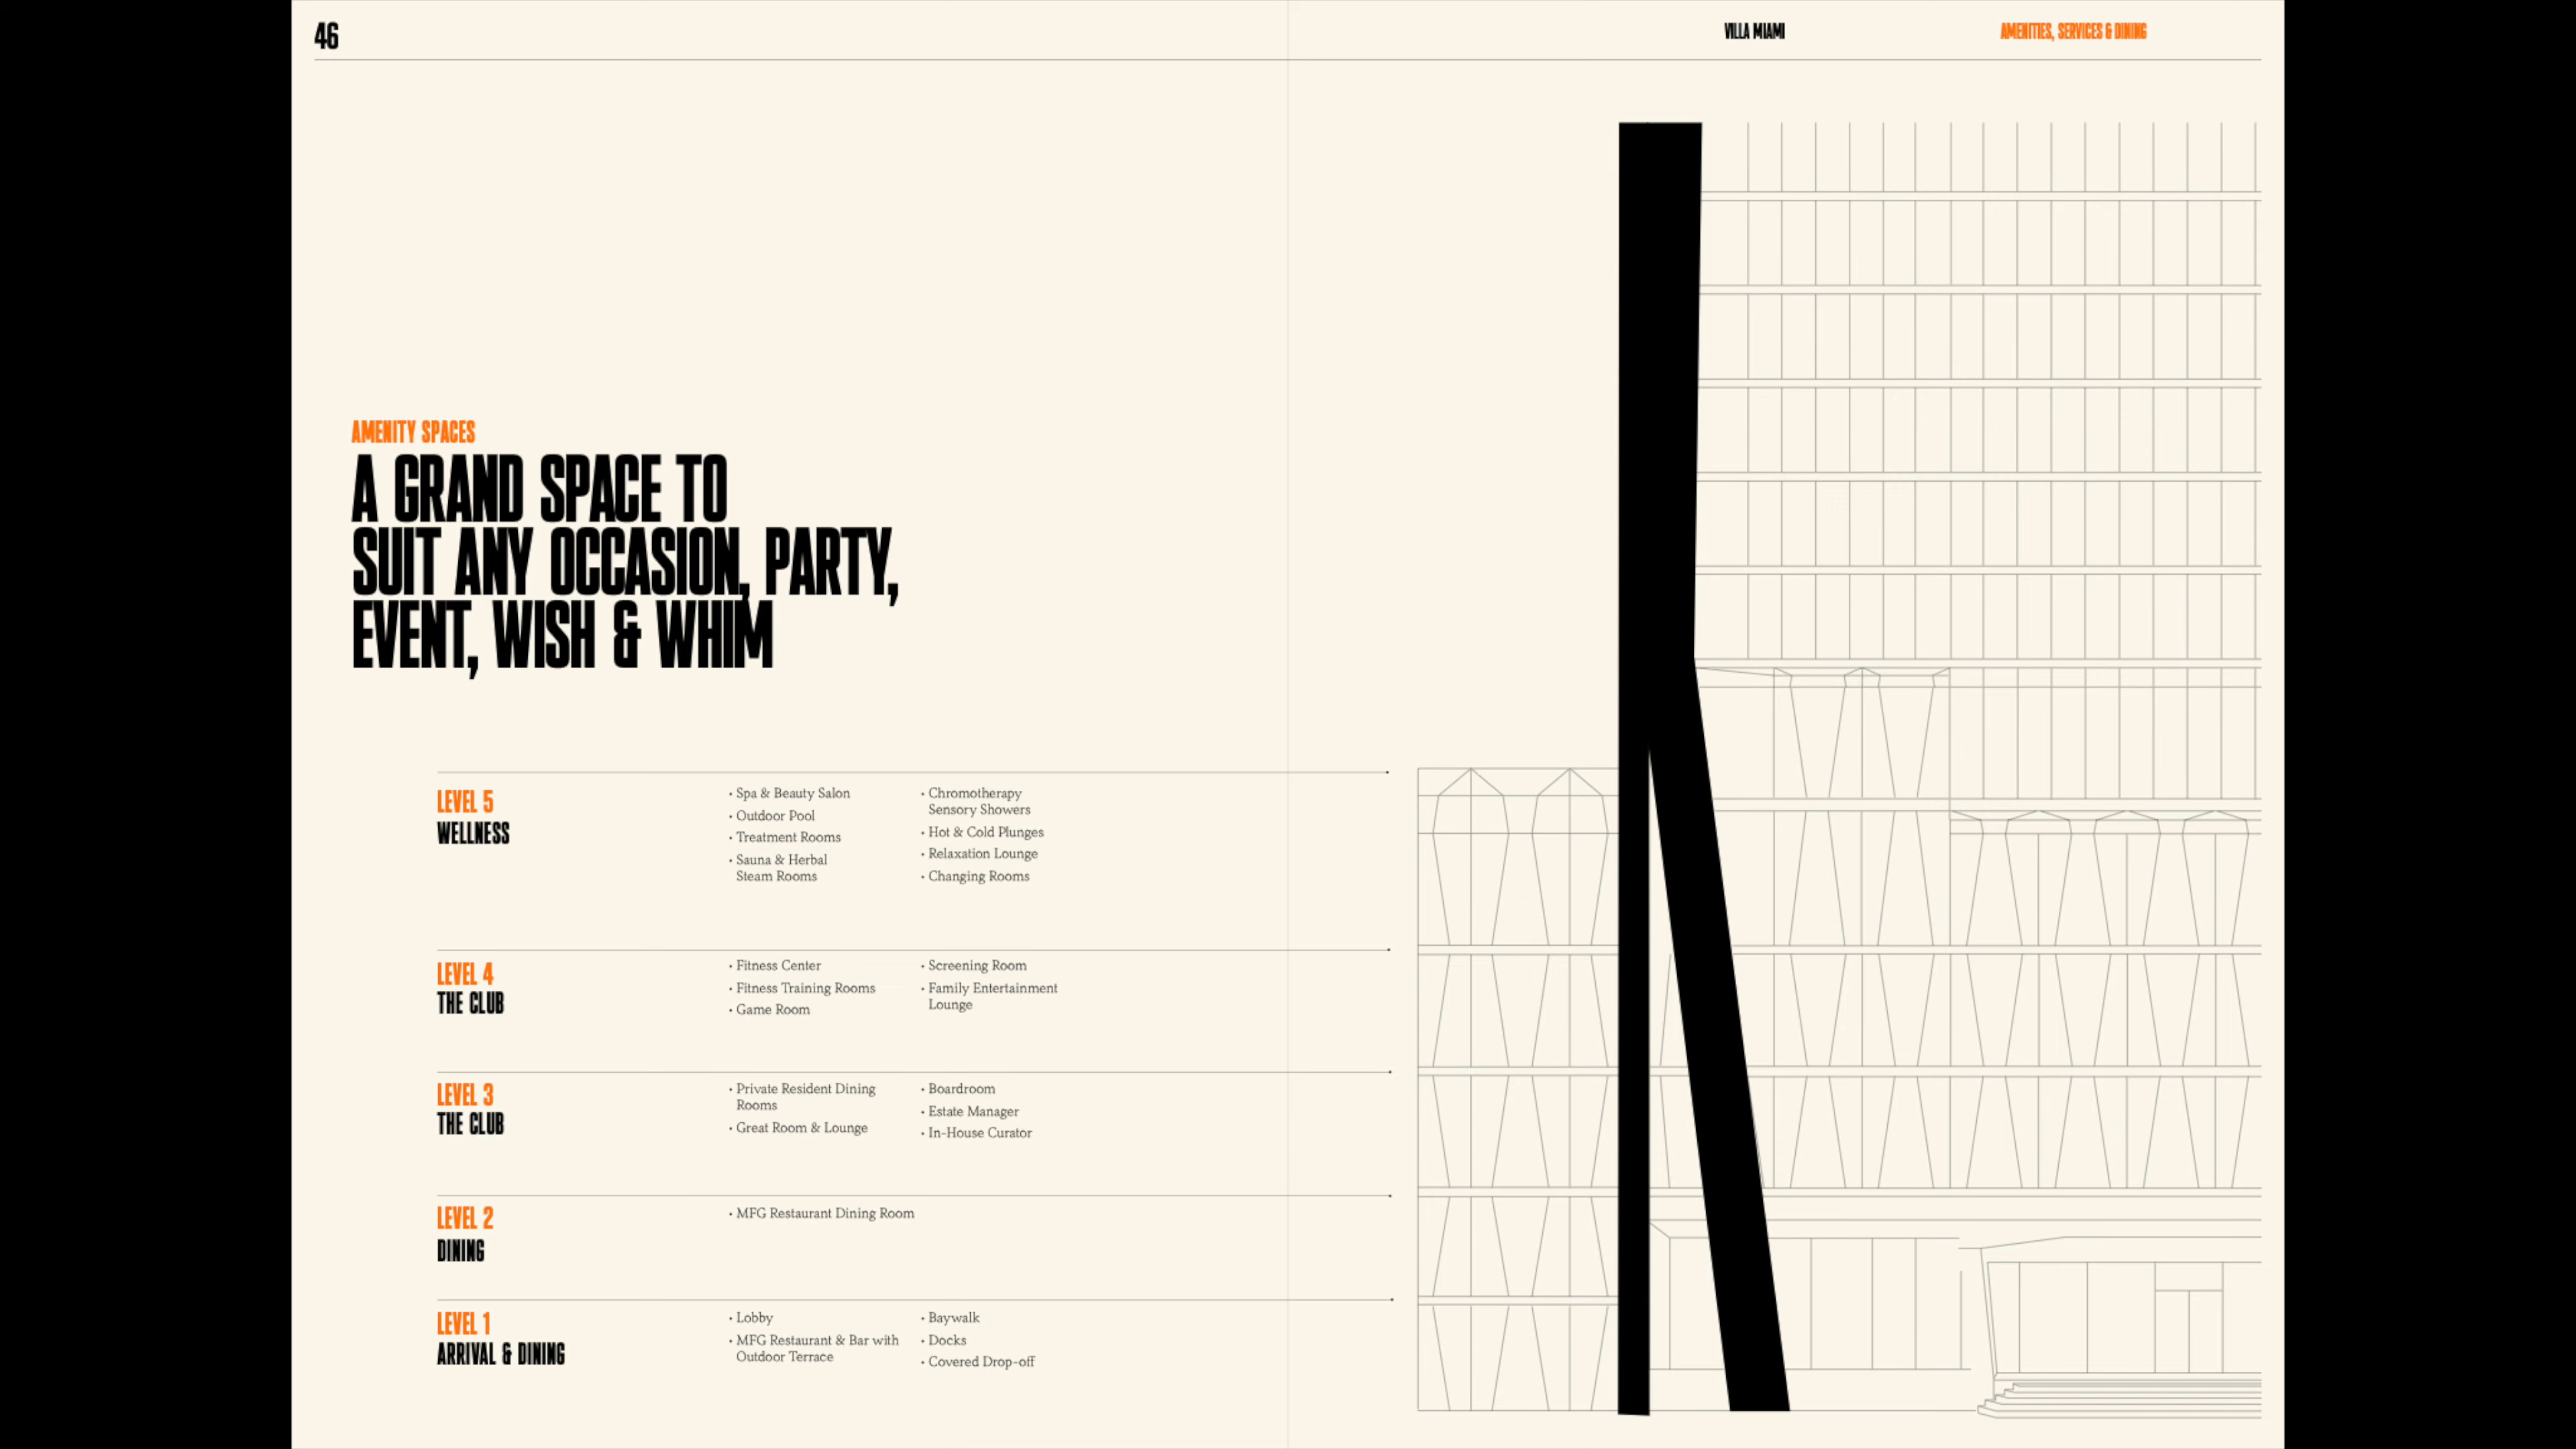 46
VILLA MIAMI
AMENITIES, SERVICES & DINING
AMENITY SPACES
A GRAND SPACE TO
SUIT ANY OCCASION, PARTY,
EVENT, WISH & WHIM
LEVEL 5
WELLNESS
• Spa & Beauty Salon
• Outdoor Pool
• Treatment Rooms
• Sauna & Herbal
Steam Rooms
• Chromotherapy
Sensory Showers
• Hot & Cold Plunges
• Relaxation Lounge
• Changing Rooms
LEVEL 4
THE CLUB
• Fitness Center
• Fitness Training Rooms
• Game Room
• Screening Room
• Family Entertainment
Lounge
LEVEL 3
THE CLUB
• Private Resident Dining
Rooms
• Great Room & Lounge
• Boardroom
• Estate Manager
• In-House Curator
LEVEL 2
DINING
• MFG Restaurant Dining Room
LEVEL 1
ARRIVAL & DINING
• Lobby
• MFG Restaurant & Bar with
Outdoor Terrace
• Baywalk
• Docks
• Covered Drop-off